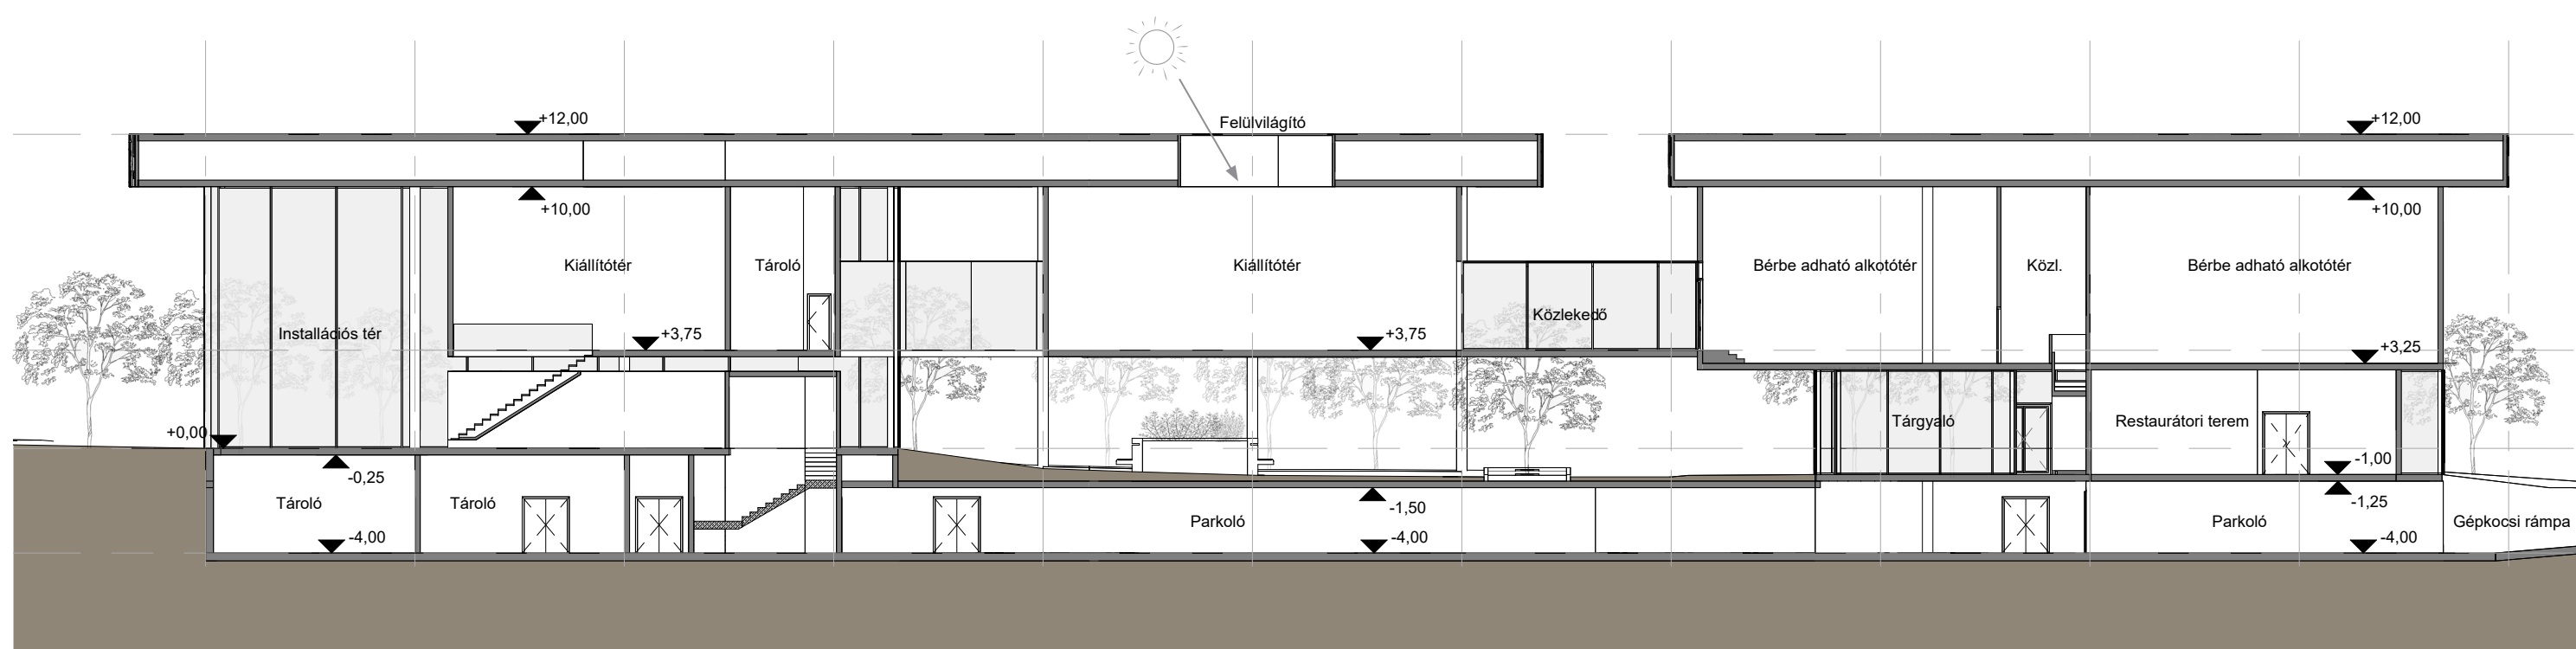 +12,00
Felülvilágító
+12,00
+10,00
+10,00
Kiállítótér
Tároló
Kiállítótér
Bérbe adható alkotótér
Közl.
Bérbe adható alkotótér
Közlekedő
Installációs tér
+3,75
+3,75
+3,25
+0,00
Tárgyaló
Restaurátori terem
-1,00
-0,25
-1,25
Tároló
Tároló
-1,50
Parkoló
Parkoló
Gépkocsi rámpa
-4,00
-4,00
-4,00